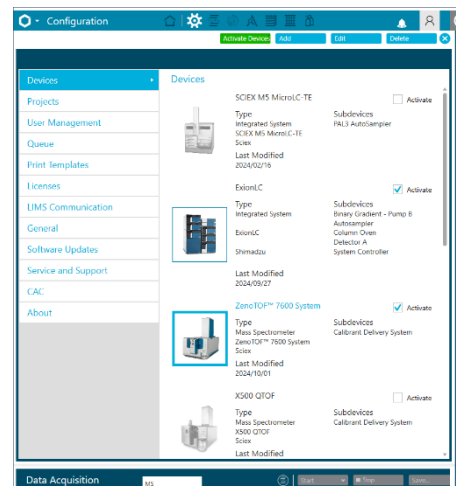 Configuration
Activate Devices Add Edit Delete
Devices
Projects
User Management
Queue
Print Templates
Licenses
LIMS Communication
General
Software Updates
Service and Support
CAC
About
Devices
SCIEX M5 MicroLC-TE Activate
Type Subdevices
Integrated System PAL3 AutoSampler
SCIEX M5 MicroLC-TE
Sciex
Last Modified
2024/02/16
ExionLC Activate
Type Subdevices
Integrated System Binary Gradient - Pump B
Autosampler
ExionLC Column Oven
Detector A
Shimadzu System Controller
Last Modified
2024/09/27
ZenoTOF™ 7600 System Activate
Type Subdevices
Mass Spectrometer Calibrant Delivery System
ZenoTOF™ 7600 System
Sciex
Last Modified
2024/10/01
X500 QTOF Activate
Type Subdevices
Mass Spectrometer Calibrant Delivery System
X500 QTOF
Sciex
Last Modified
Data Acquisition MS Start Stop Save...